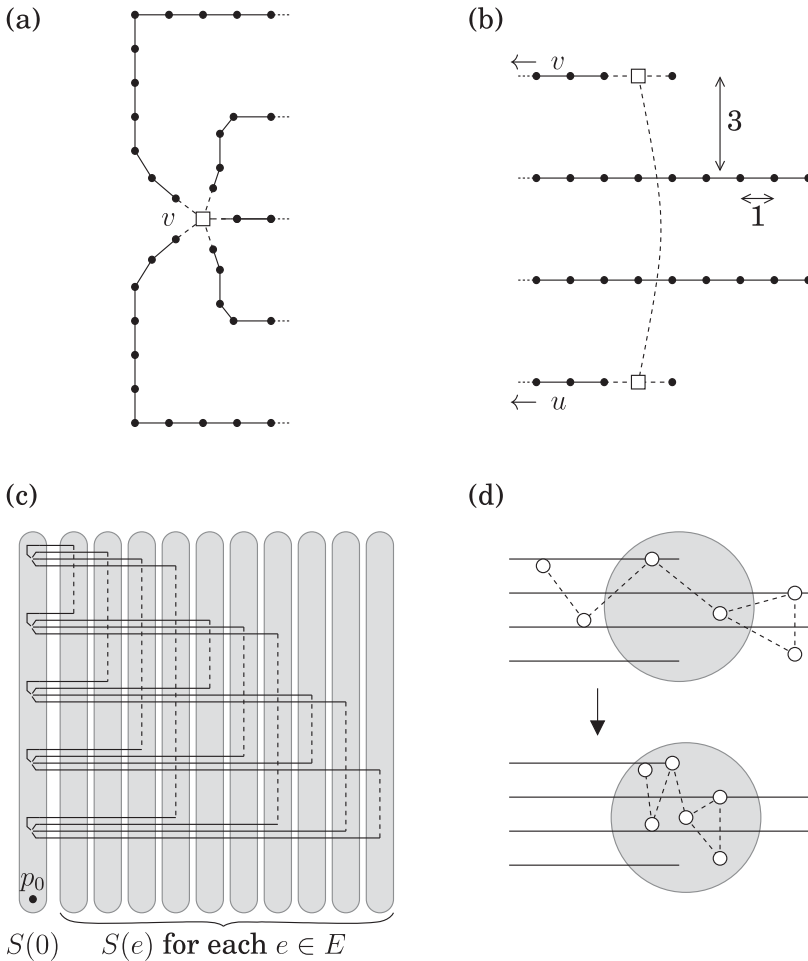 (a)
v
(b)
← v
3
1
← u
(c)
p₀
S(0) S(e) for each e ∈ E
(d)